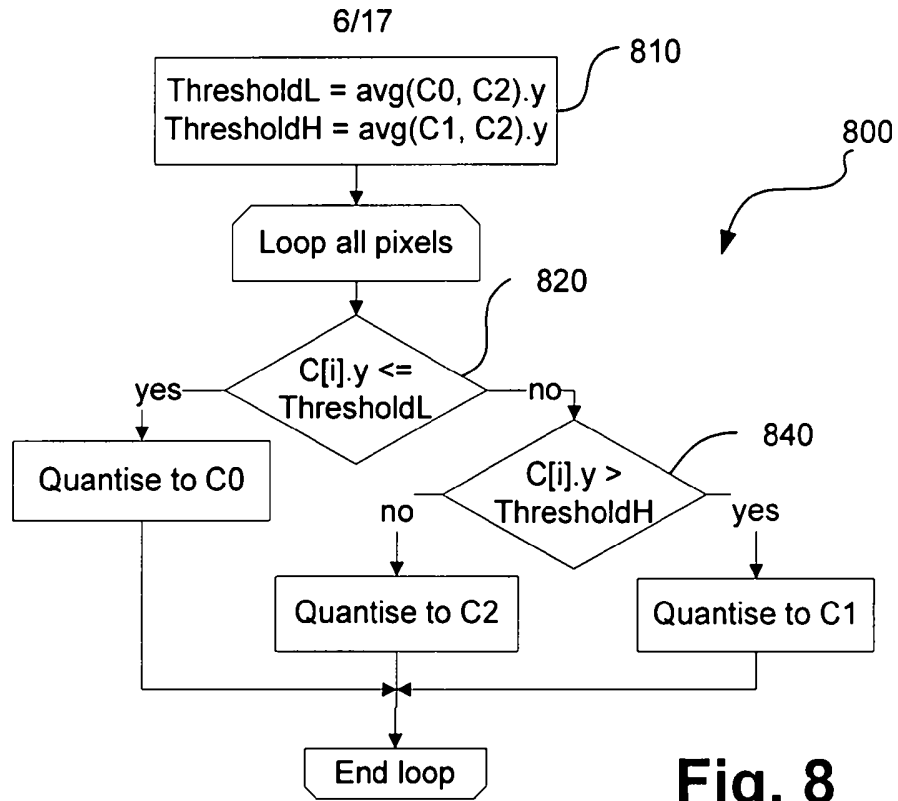 6/17
810
ThresholdL = avg(C0, C2).y
ThresholdH = avg(C1, C2).y
800
Loop all pixels
820
C[i].y <=
ThresholdL
yes
no
840
Quantise to C0
C[i].y >
ThresholdH
no
yes
Quantise to C2
Quantise to C1
End loop
Fig. 8